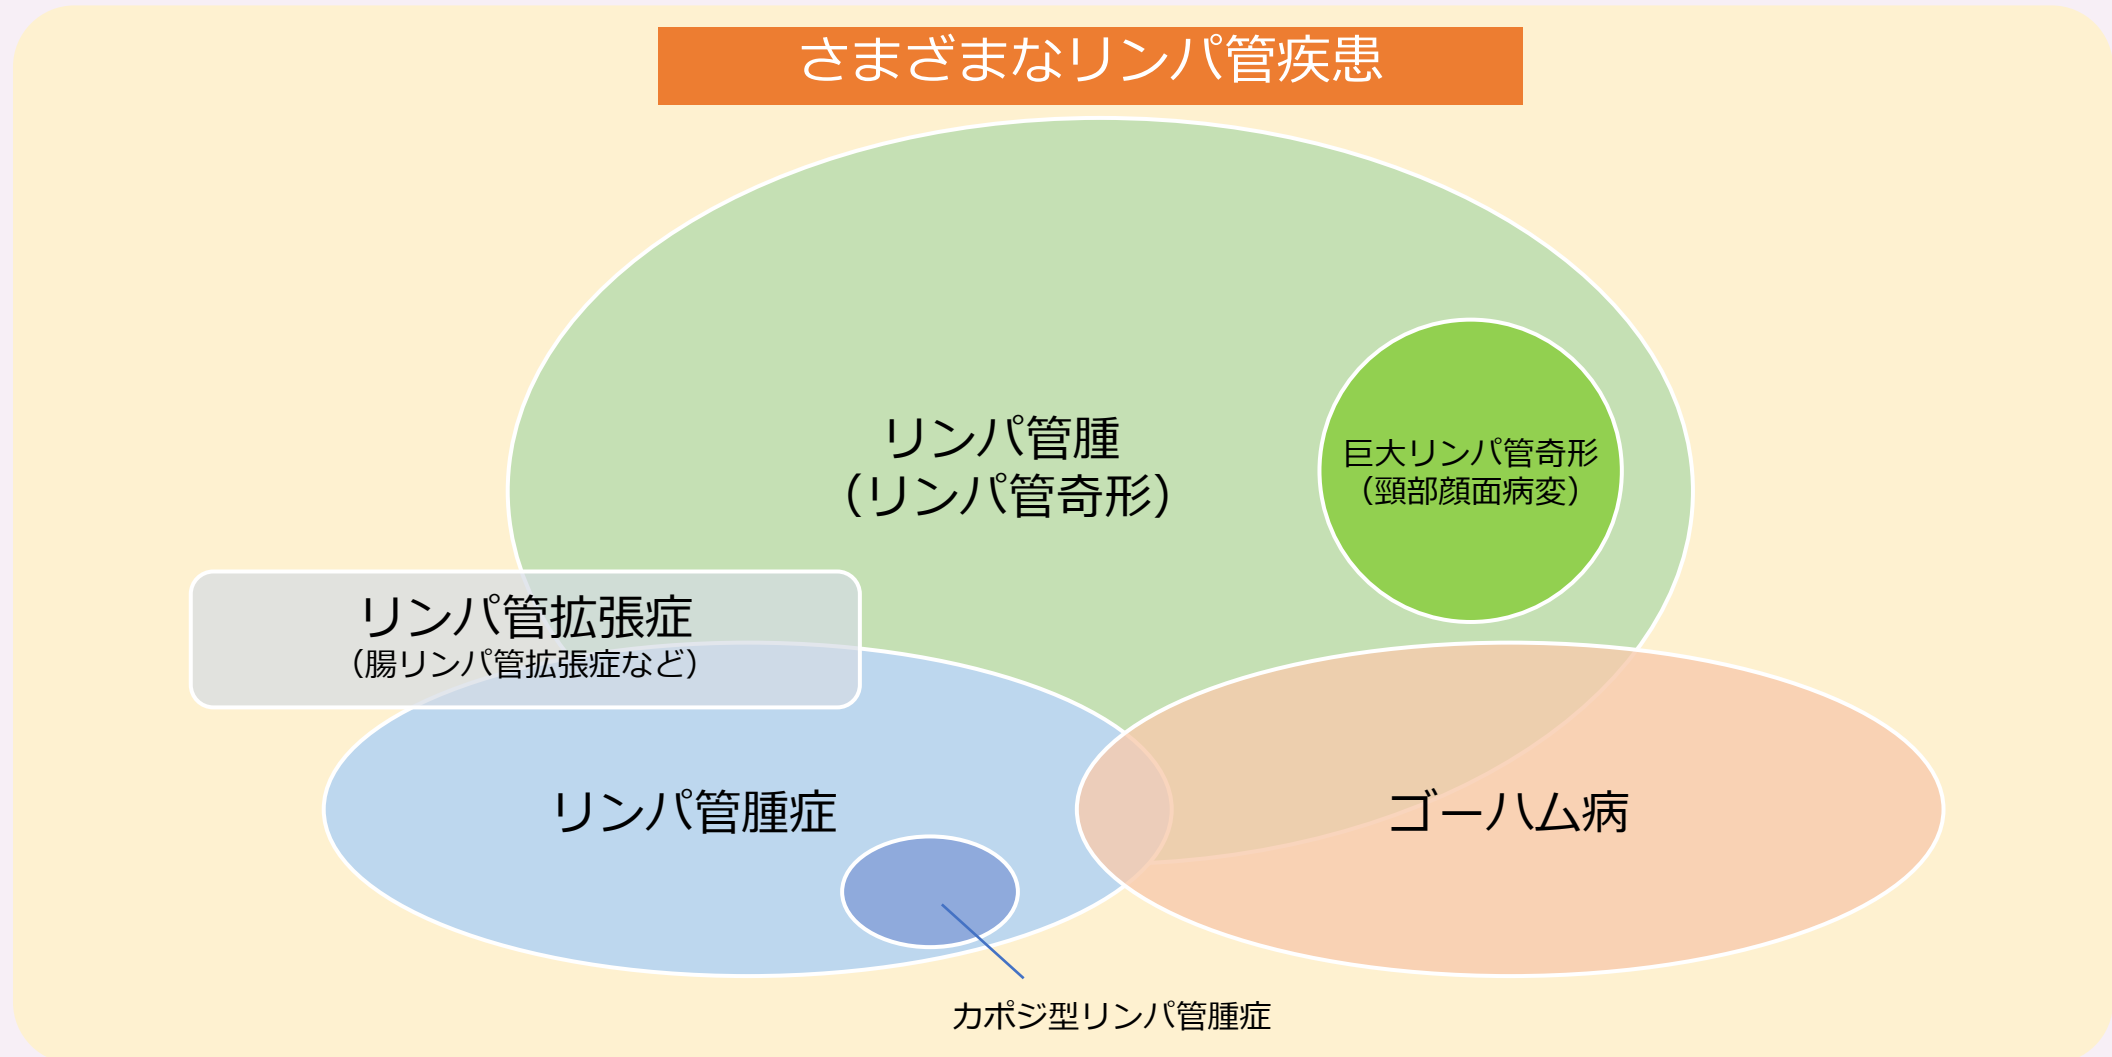 さまざまなリンパ管疾患
リンパ管腫
（リンパ管奇形）
巨大リンパ管奇形
（頸部顔面病変）
リンパ管拡張症
（腸リンパ管拡張症など）
リンパ管腫症
ゴーハム病
カポジ型リンパ管腫症